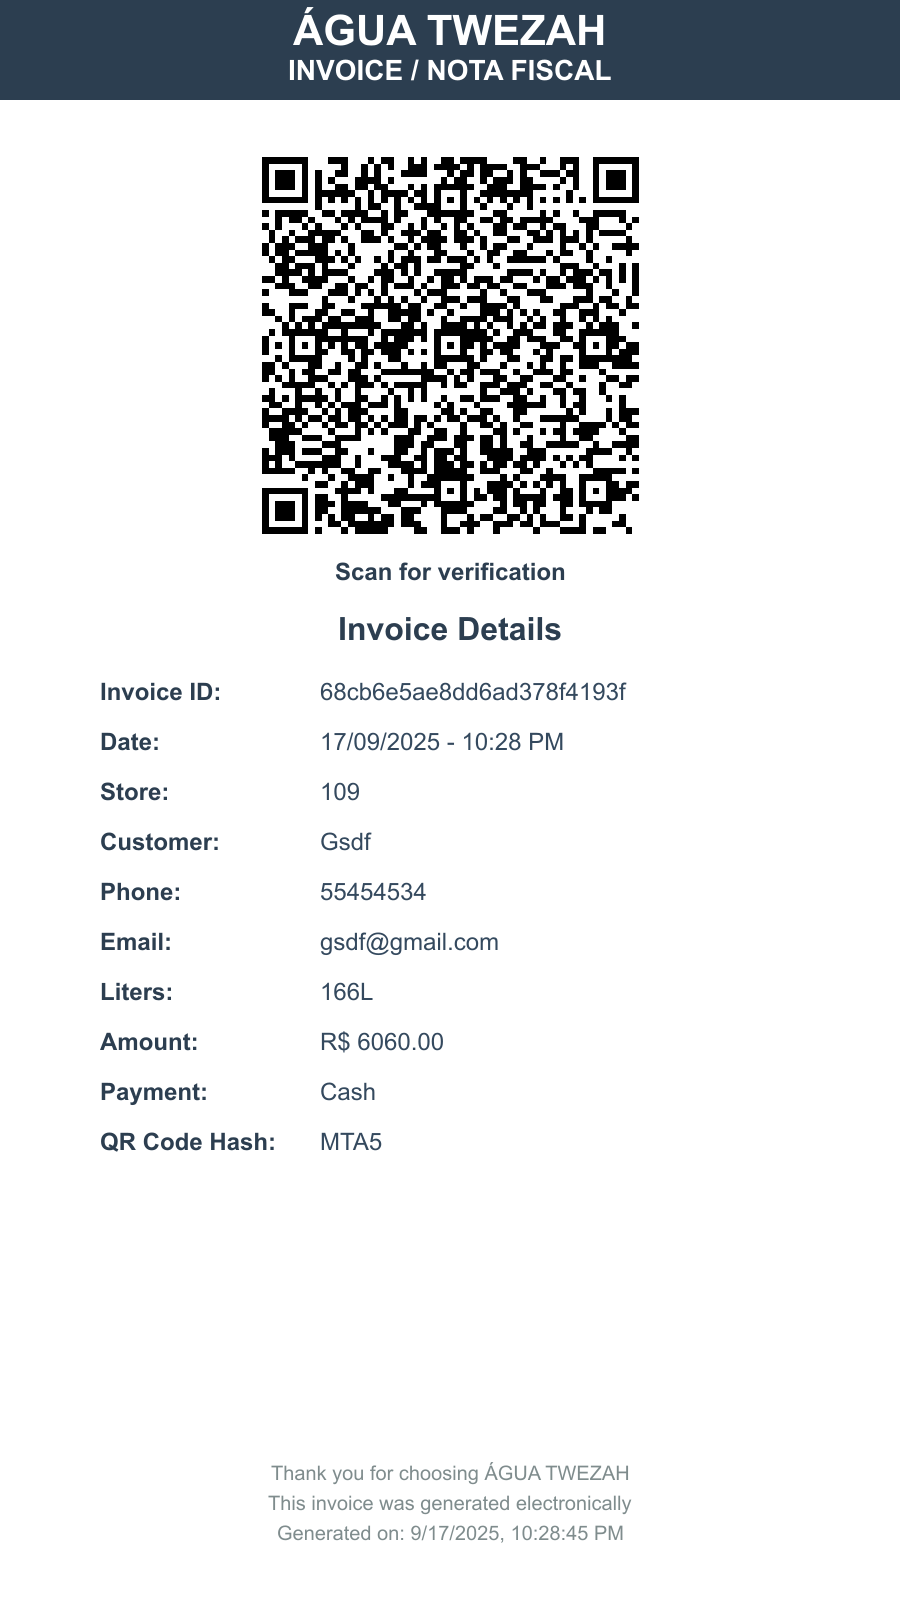 ÁGUA TWEZAH
INVOICE / NOTA FISCAL
Scan for verification
Invoice Details
Invoice ID: 68cb6e5ae8dd6ad378f4193f
Date: 17/09/2025 - 10:28 PM
Store: 109
Customer: Gsdf
Phone: 55454534
Email: gsdf@gmail.com
Liters: 166L
Amount: R$ 6060.00
Payment: Cash
QR Code Hash: MTA5
Thank you for choosing ÁGUA TWEZAH
This invoice was generated electronically
Generated on: 9/17/2025, 10:28:45 PM